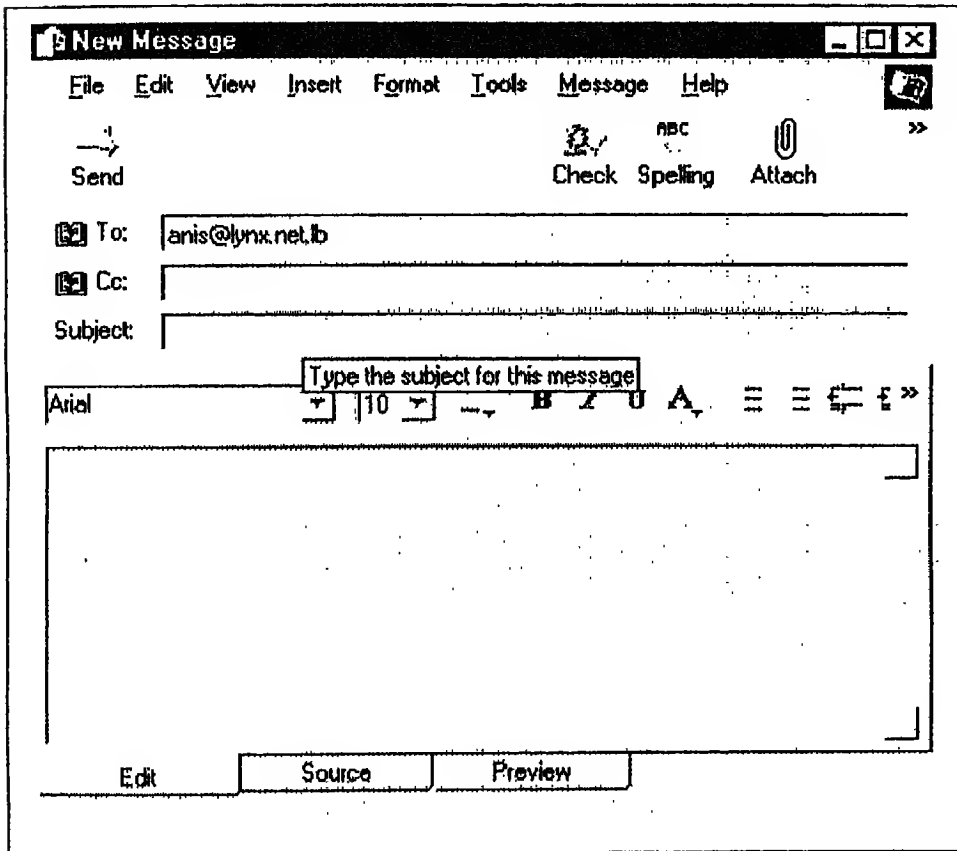 New Message
File Edit View Insert Format Tools Message Help
ABC
»
Send Check Spelling Attach
To: anis@lynx.net.lb
Cc:
Subject:
Type the subject for this message
Arial 10 B I U A »
Edit Source Preview